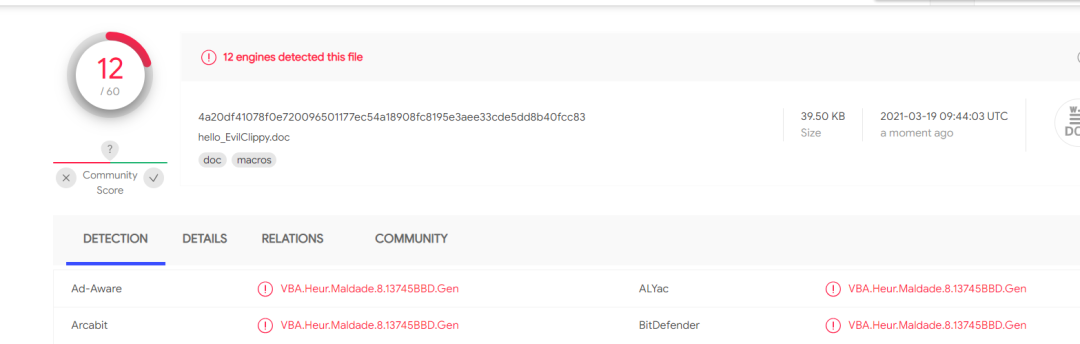 12
/ 60
12 engines detected this file
4a20df41078f0e720096501177ec54a18908fc8195e3aee33cde5dd8b40fcc83
hello_EvilClippy.doc
doc macros
39.50 KB
Size
2021-03-19 09:44:03 UTC
a moment ago
?
Community
Score
DETECTION DETAILS RELATIONS COMMUNITY
Ad-Aware VBA.Heur.Maldade.8.13745BBD.Gen ALYac VBA.Heur.Maldade.8.13745BBD.Gen
Arcabit VBA.Heur.Maldade.8.13745BBD.Gen BitDefender VBA.Heur.Maldade.8.13745BBD.Gen